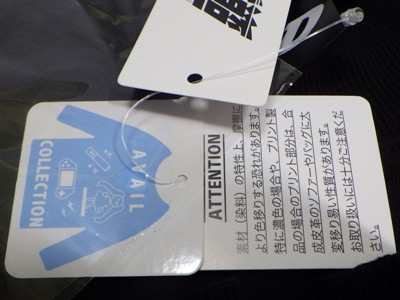 AVAIL
COLLECTION
ATTENTION
素材（染料）の特性上、摩擦に
より色移りする恐れがあります。
特に濃色の場合や、プリント製
品の場合のプリント部分は、合
成皮革のソファーやバッグに大
変移り易い性質があります。
お取り扱いには十分ご注意くだ
さい。